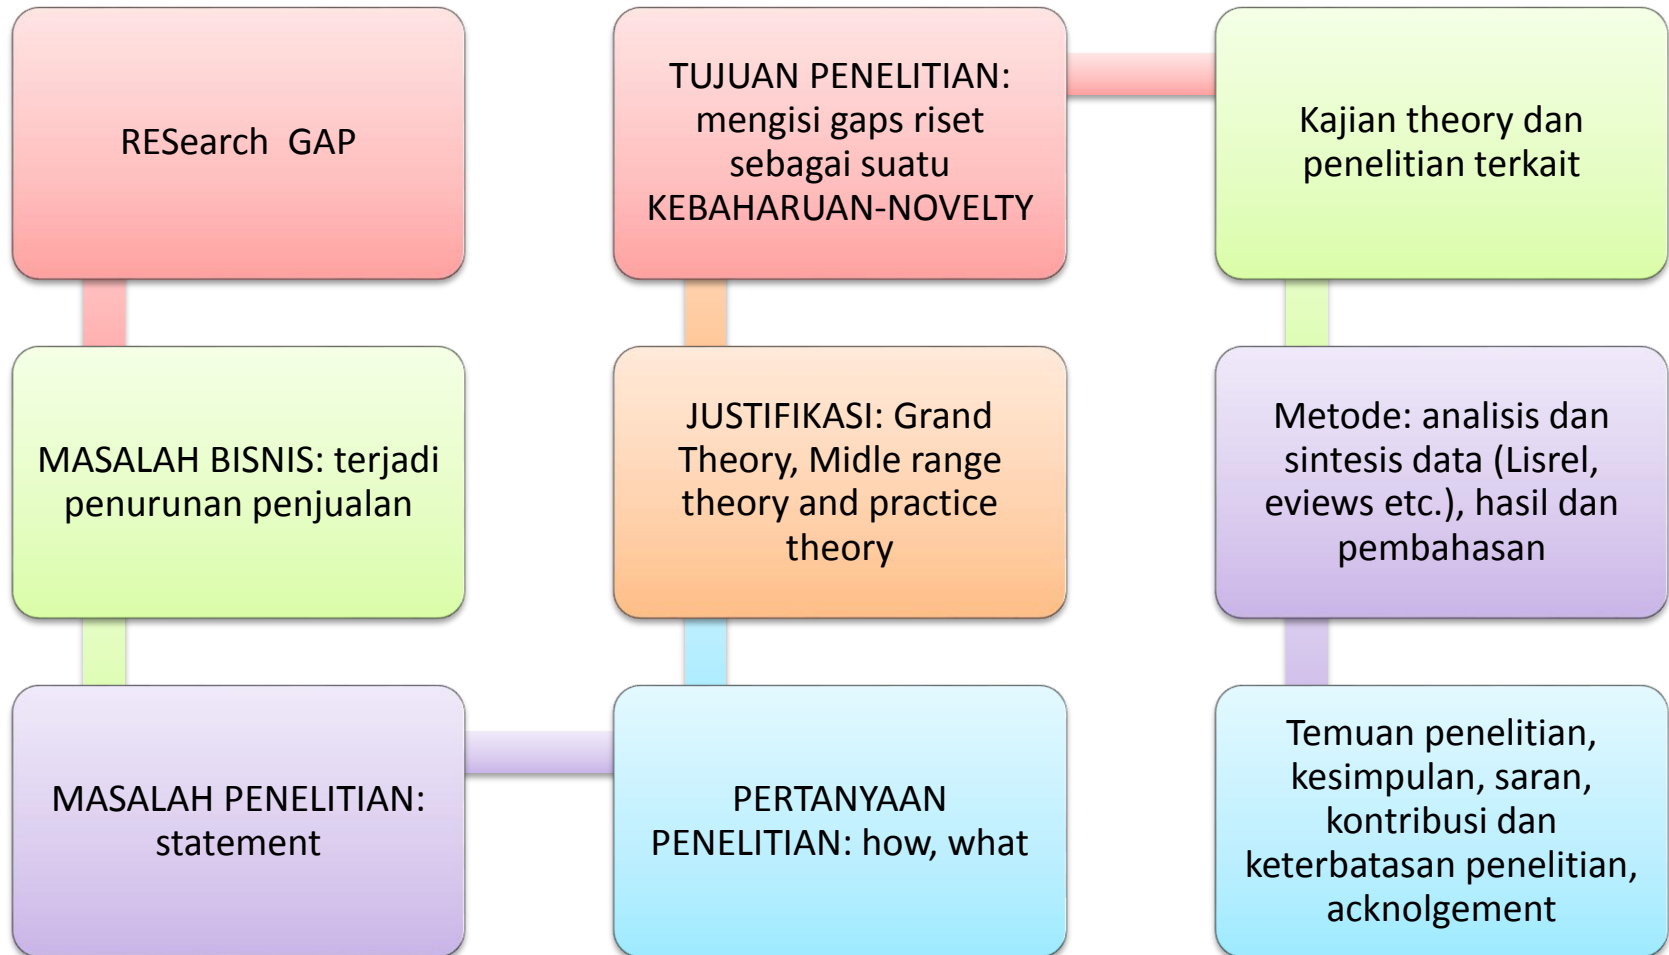 RESearch  GAP
MASALAH BISNIS: terjadi
penurunan penjualan
MASALAH PENELITIAN:
statement
PERTANYAAN
PENELITIAN: how, what
JUSTIFIKASI: Grand
Theory, Midle range
theory and practice
theory
TUJUAN PENELITIAN:
mengisi gaps riset
sebagai suatu
KEBAHARUAN-NOVELTY
Kajian theory dan
penelitian terkait
Metode: analisis dan
sintesis data (Lisrel,
eviews etc.), hasil dan
pembahasan
Temuan penelitian,
kesimpulan, saran,
kontribusi dan
keterbatasan penelitian,
acknolgement